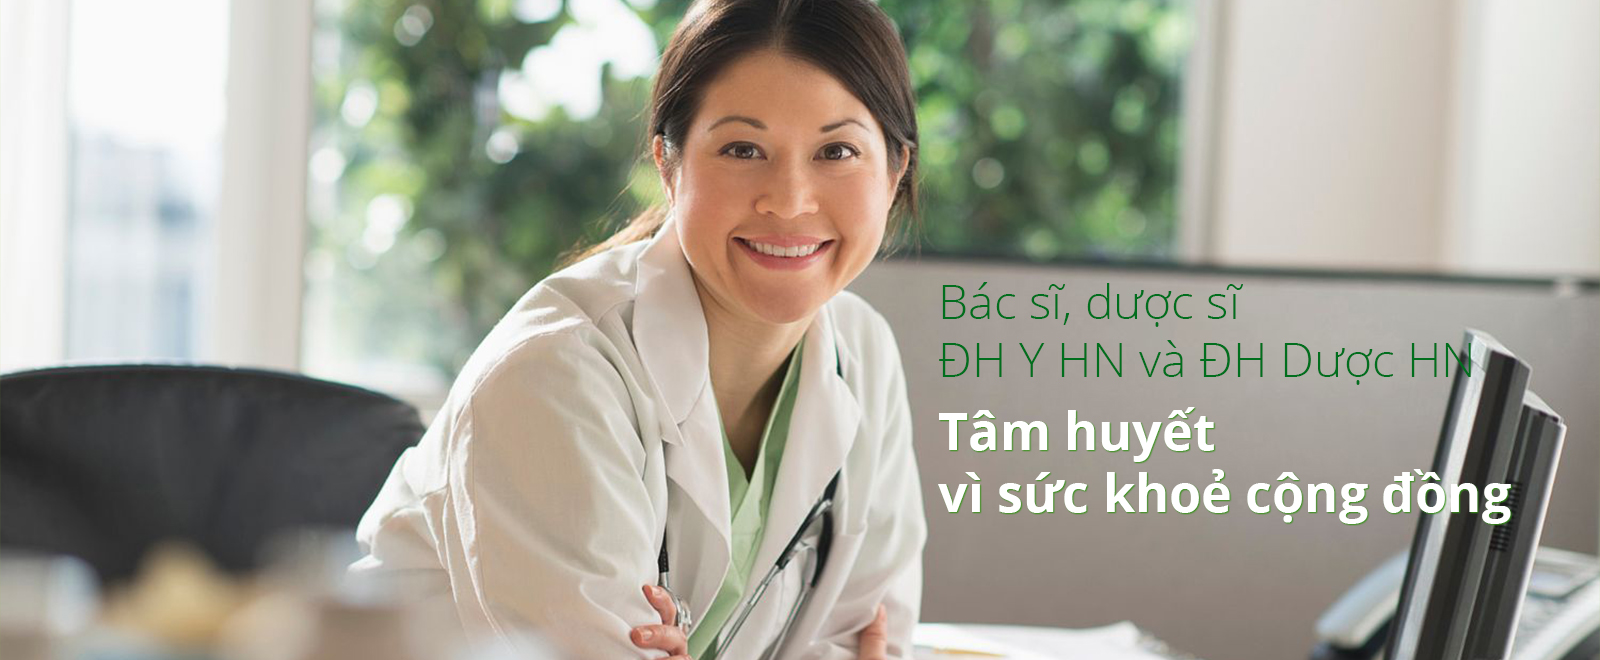 Bác sĩ, dược sĩ
ĐH Y HN và ĐH Dược HN
Tâm huyết
vì sức khoẻ cộng đồng